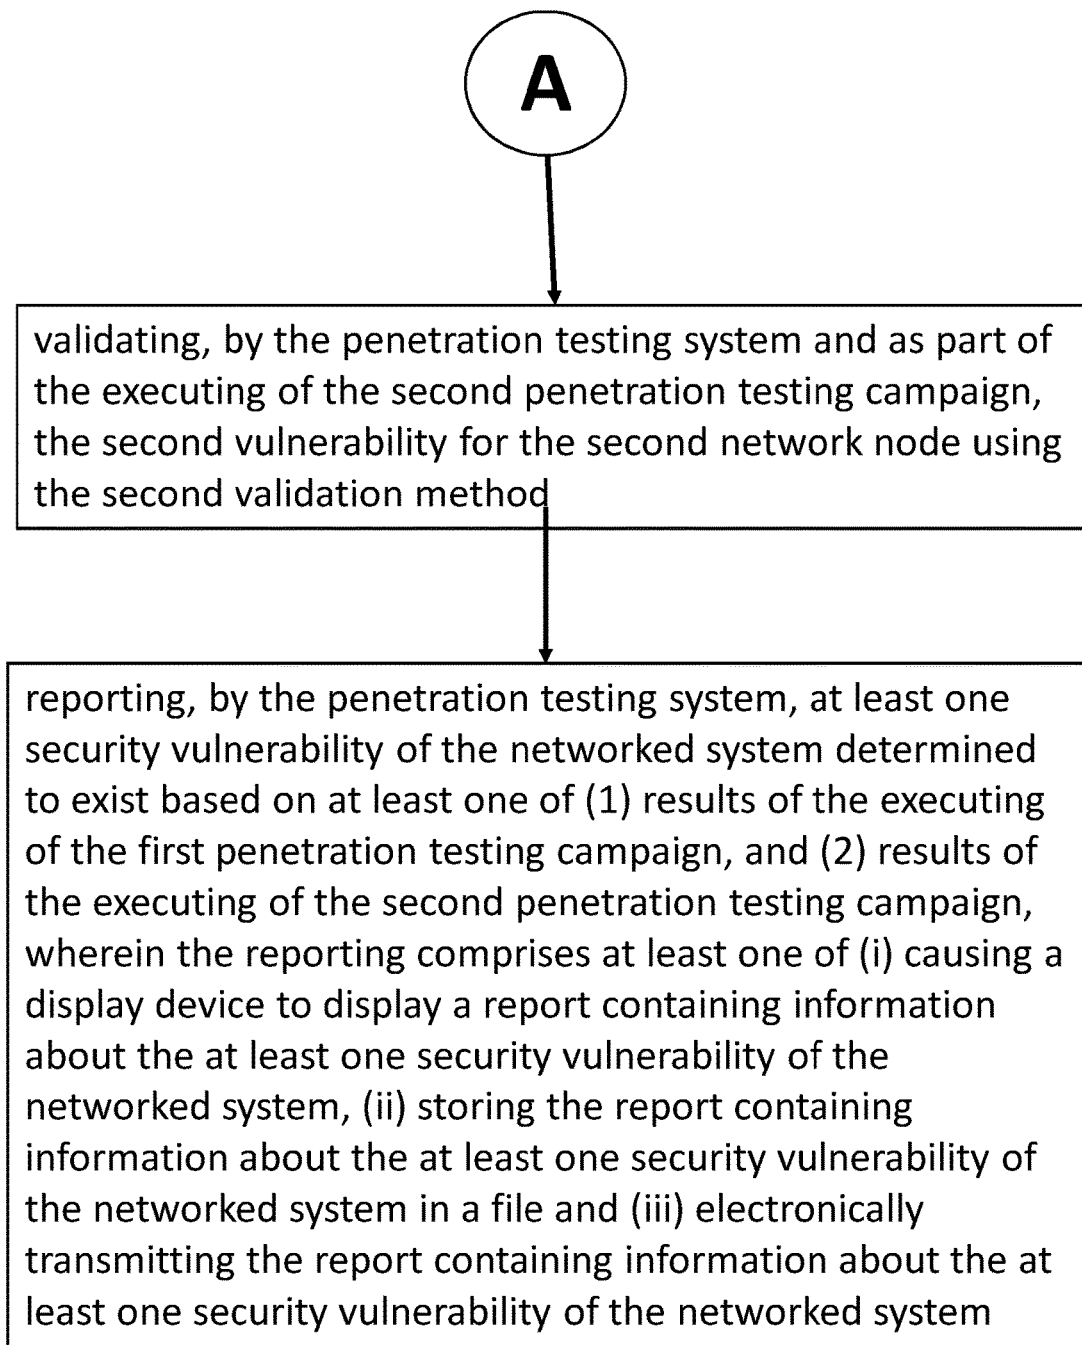 A
validating, by the penetration testing system and as part of
the executing of the second penetration testing campaign,
the second vulnerability for the second network node using
the second validation method
reporting, by the penetration testing system, at least one
security vulnerability of the networked system determined
to exist based on at least one of (1) results of the executing
of the first penetration testing campaign, and (2) results of
the executing of the second penetration testing campaign,
wherein the reporting comprises at least one of (i) causing a
display device to display a report containing information
about the at least one security vulnerability of the
networked system, (ii) storing the report containing
information about the at least one security vulnerability of
the networked system in a file and (iii) electronically
transmitting the report containing information about the at
least one security vulnerability of the networked system